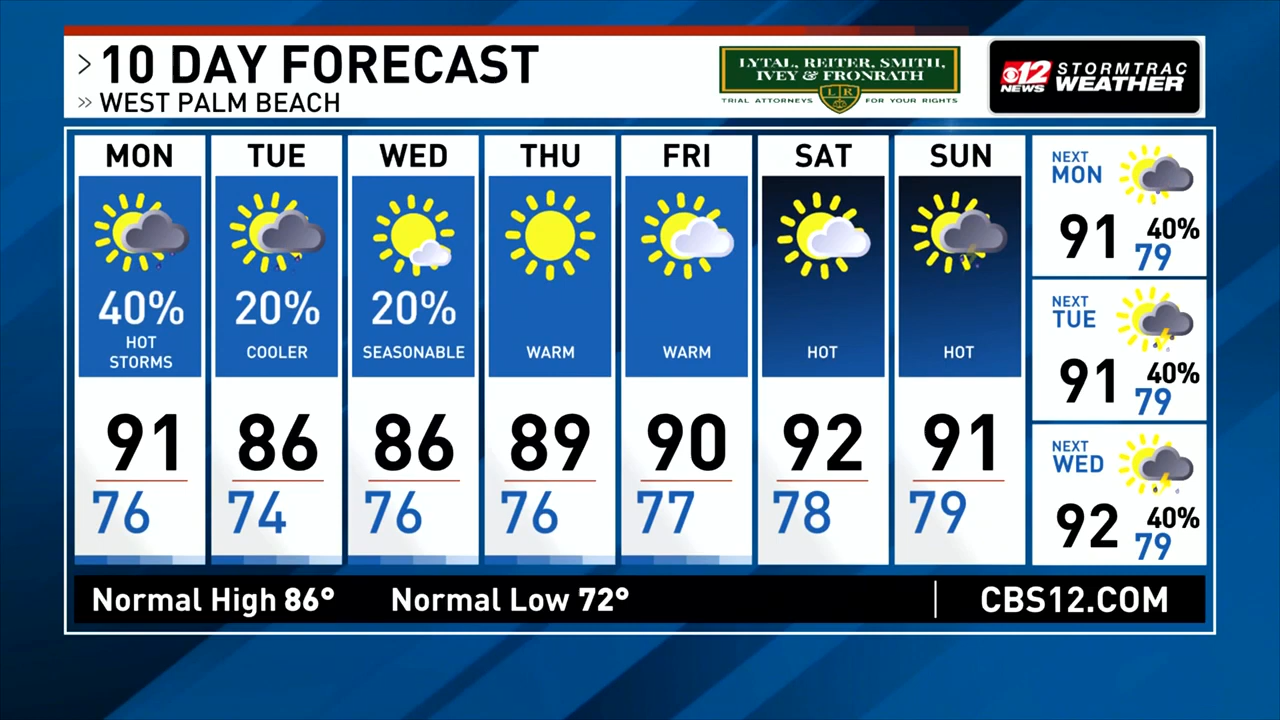 > 10 DAY FORECAST
» WEST PALM BEACH
LYTAL, REITER, SMITH,
IVEY & FRONRATH
L R
TRIAL ATTORNEYS FOR YOUR RIGHTS
12 NEWS
STORMTRAC
WEATHER
MON
40%
HOT
STORMS
91
76
TUE
20%
COOLER
86
74
WED
20%
SEASONABLE
86
76
THU
WARM
89
76
FRI
WARM
90
77
SAT
HOT
92
78
SUN
HOT
91
79
NEXT
MON
91
40%
79
NEXT
TUE
91
40%
79
NEXT
WED
92
40%
79
Normal High 86° Normal Low 72° | CBS12.COM